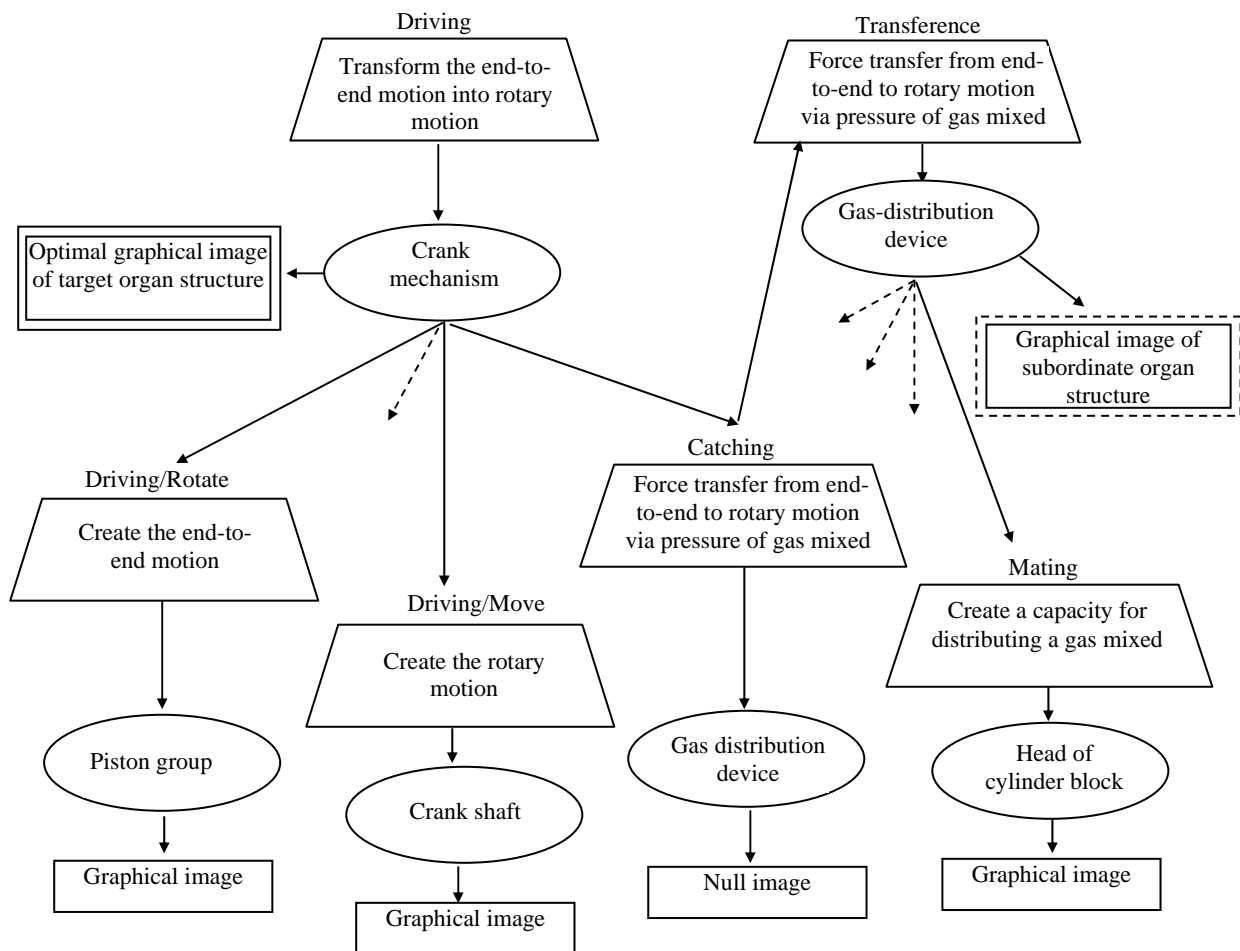 Driving
Transform the end-to-
end motion into rotary
motion
Transference
Force transfer from end-
to-end to rotary motion
via pressure of gas mixed
Optimal graphical image
of target organ structure
Crank
mechanism
Gas-distribution
device
Graphical image of
subordinate organ
structure
Driving/Rotate
Create the end-to-
end motion
Driving/Move
Create the rotary
motion
Catching
Force transfer from end-
to-end to rotary motion
via pressure of gas mixed
Mating
Create a capacity for
distributing a gas mixed
Piston group
Crank shaft
Gas distribution
device
Head of
cylinder block
Graphical image
Graphical image
Null image
Graphical image